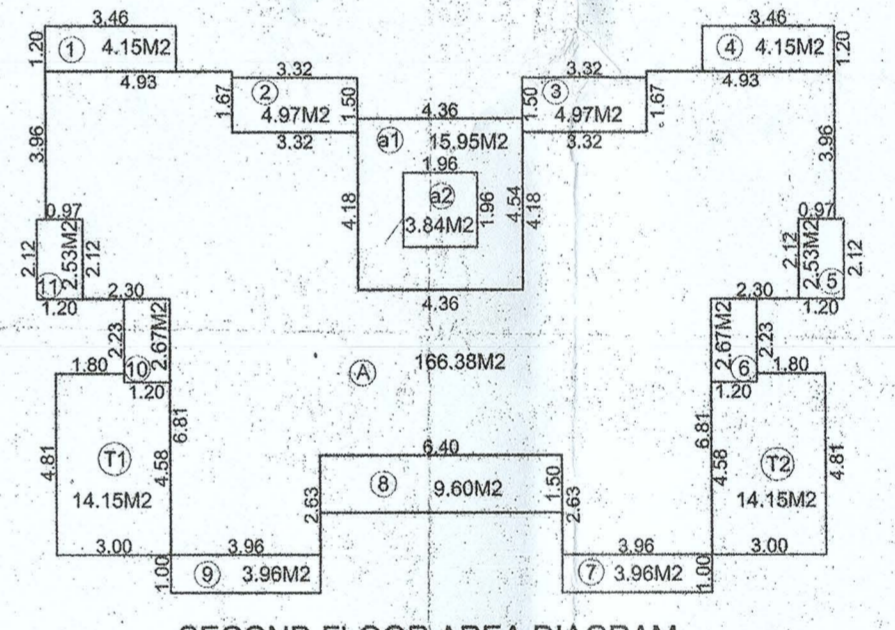 3.46 3.46
1.20 1 4.15M2 4 4.15M2 1.20
4.93 3.32 3.32 4.93
1.67 2 4.97M2 1.50 4.36 1.50 3 4.97M2 1.67
3.32 a1 15.95M2 3.32
3.96 1.96 3.96
4.18 a2 3.84M2 1.96 4.54 4.18
0.97 0.97
2.12 11 2.53M2 2.12 2.12 2.53M2 5 2.12
1.20 2.30 4.36 2.30 1.20
2.23 10 2.67M2 2.67M2 6 2.23
1.80 1.20 A 166.38M2 1.20 1.80
6.81 6.40 6.81
4.81 T1 4.58 8 9.60M2 1.50 4.58 T2 4.81
14.15M2 2.63 2.63 14.15M2
3.00 3.96 3.96 3.00
1.00 9 3.96M2 7 3.96M2 1.00
SECOND FLOOR AREA DIAGRAM